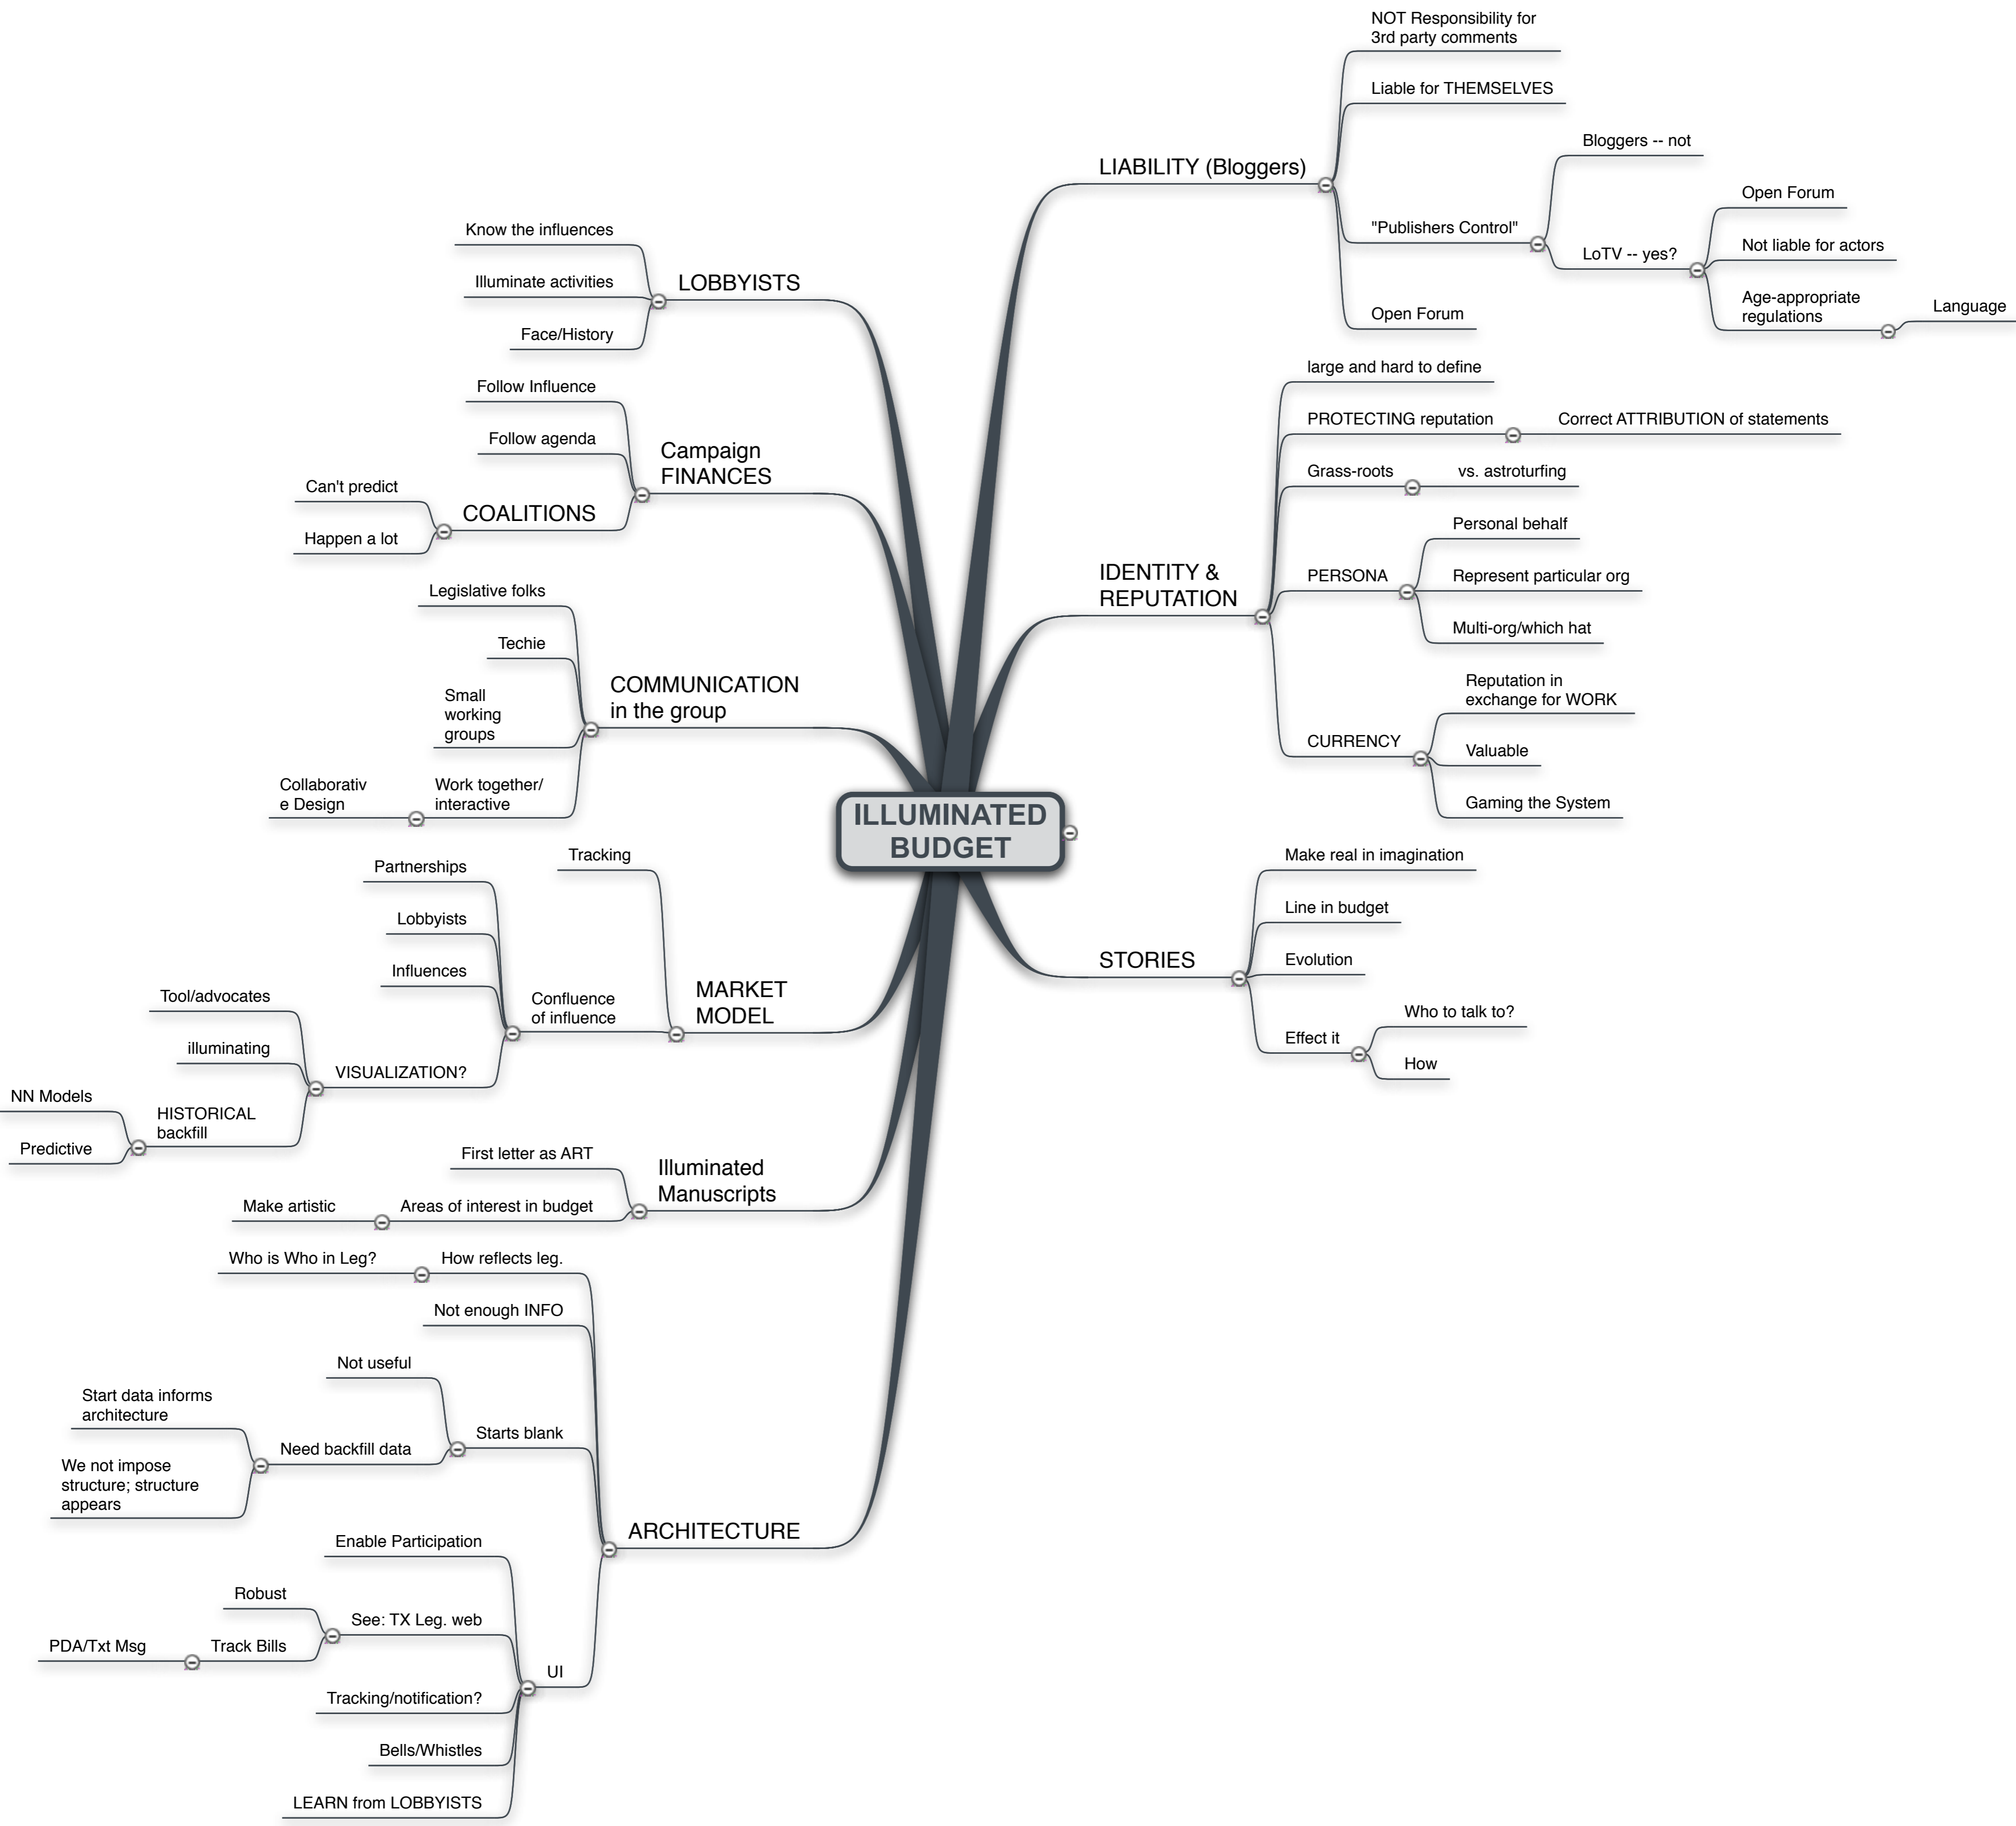 ILLUMINATED
BUDGET
LIABILITY (Bloggers)
NOT Responsibility for
3rd party comments
Liable for THEMSELVES
"Publishers Control"
Bloggers -- not
LoTV -- yes?
Open Forum
Not liable for actors
Age-appropriate
regulations
Language
Open Forum
IDENTITY &
REPUTATION
large and hard to define
PROTECTING reputation
Correct ATTRIBUTION of statements
Grass-roots
vs. astroturfing
PERSONA
Personal behalf
Represent particular org
Multi-org/which hat
CURRENCY
Reputation in
exchange for WORK
Valuable
Gaming the System
STORIES
Make real in imagination
Line in budget
Evolution
Effect it
Who to talk to?
How
LOBBYISTS
Know the influences
Illuminate activities
Face/History
Campaign
FINANCES
Follow Influence
Follow agenda
COALITIONS
Can't predict
Happen a lot
COMMUNICATION
in the group
Legislative folks
Techie
Small
working
groups
Work together/
interactive
Collaborativ
e Design
MARKET
MODEL
Tracking
Confluence
of influence
Partnerships
Lobbyists
Influences
VISUALIZATION?
Tool/advocates
illuminating
HISTORICAL
backfill
NN Models
Predictive
Illuminated
Manuscripts
First letter as ART
Areas of interest in budget
Make artistic
ARCHITECTURE
How reflects leg.
Who is Who in Leg?
Not enough INFO
Starts blank
Not useful
Need backfill data
Start data informs
architecture
We not impose
structure; structure
appears
UI
Enable Participation
See: TX Leg. web
Robust
Track Bills
PDA/Txt Msg
Tracking/notification?
Bells/Whistles
LEARN from LOBBYISTS